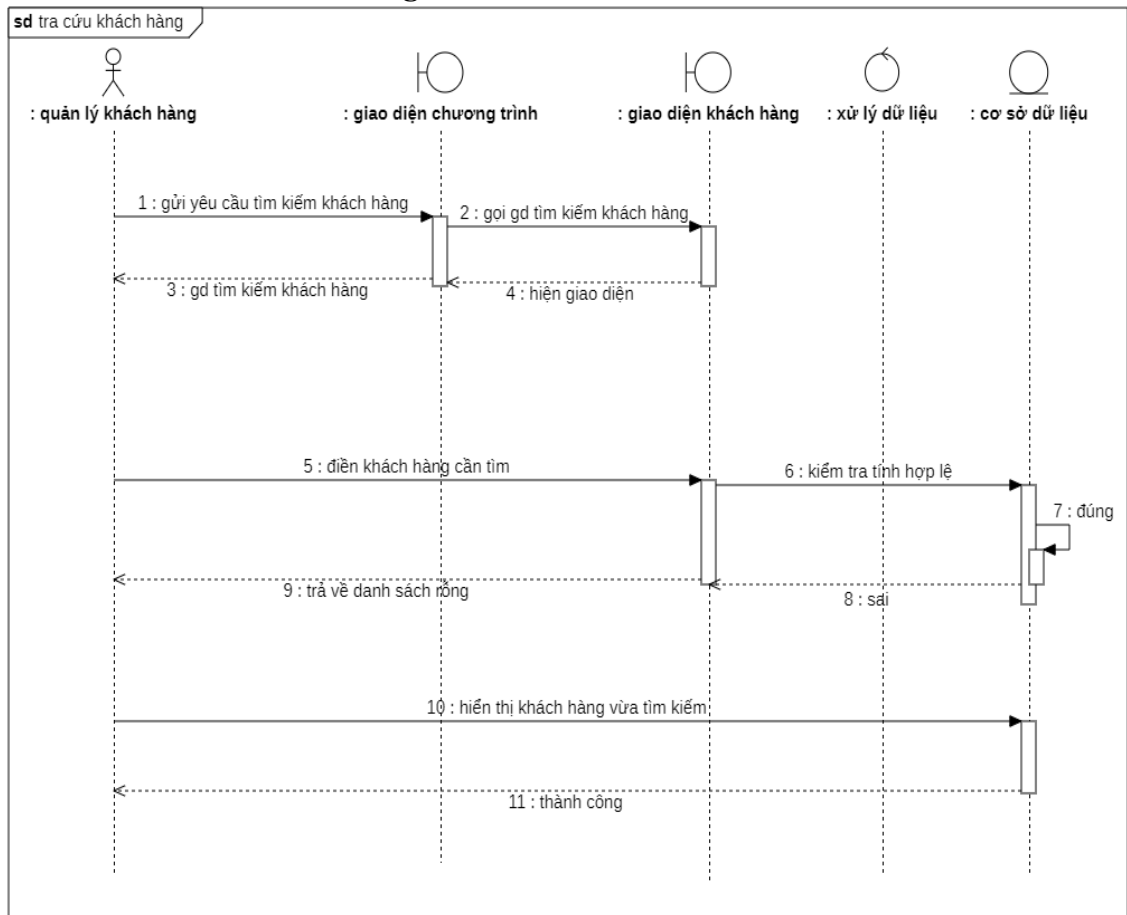 sd tra cứu khách hàng
: quản lý khách hàng
: giao diện chương trình
: giao diện khách hàng
: xử lý dữ liệu
: cơ sở dữ liệu
1 : gửi yêu cầu tìm kiếm khách hàng
2 : gọi gd tìm kiếm khách hàng
3 : gd tìm kiếm khách hàng
4 : hiện giao diện
5 : điền khách hàng cần tìm
6 : kiểm tra tính hợp lệ
7 : đúng
8 : sai
9 : trả về danh sách rỗng
10 : hiển thị khách hàng vừa tìm kiếm
11 : thành công